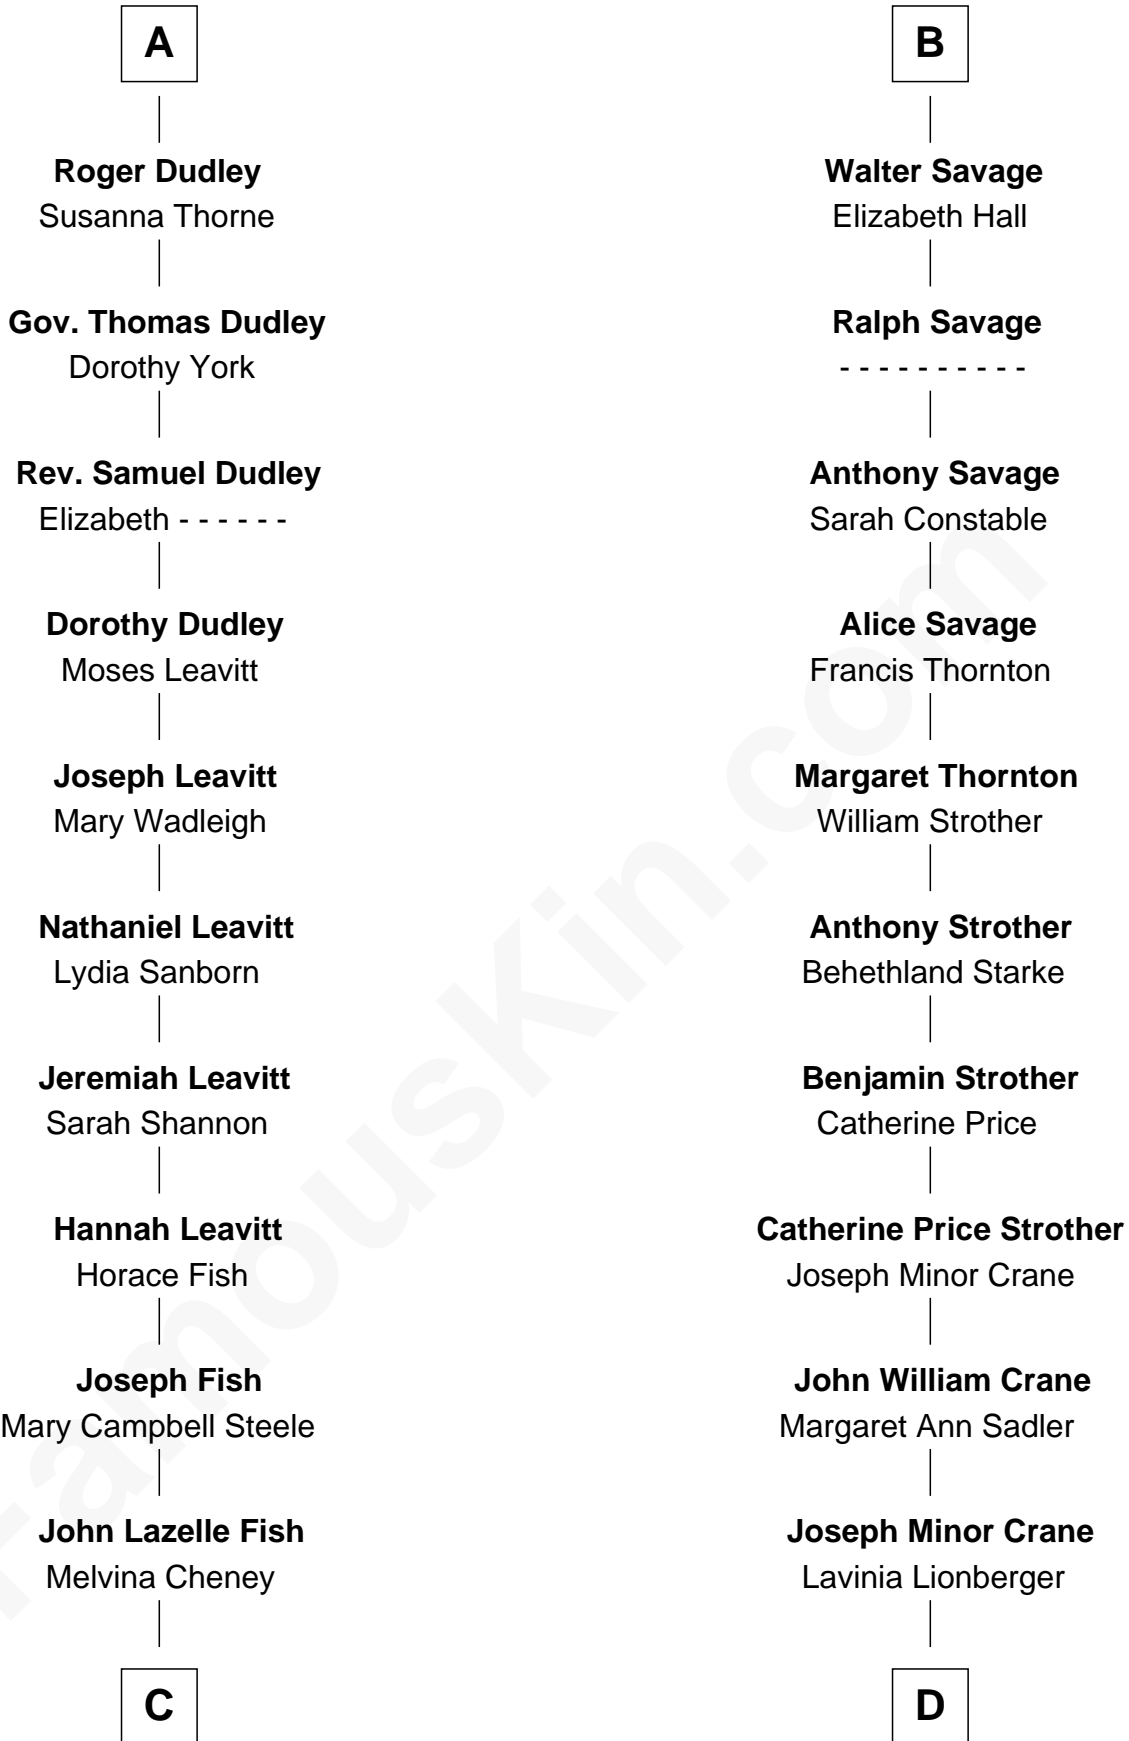 A
Roger Dudley
Susanna Thorne
Gov. Thomas Dudley
Dorothy York
Rev. Samuel Dudley
Elizabeth - - - - - -
Dorothy Dudley
Moses Leavitt
Joseph Leavitt
Mary Wadleigh
Nathaniel Leavitt
Lydia Sanborn
Jeremiah Leavitt
Sarah Shannon
Hannah Leavitt
Horace Fish
Joseph Fish
Mary Campbell Steele
John Lazelle Fish
Melvina Cheney
C
B
Walter Savage
Elizabeth Hall
Ralph Savage
- - - - - - - - - -
Anthony Savage
Sarah Constable
Alice Savage
Francis Thornton
Margaret Thornton
William Strother
Anthony Strother
Behethland Starke
Benjamin Strother
Catherine Price
Catherine Price Strother
Joseph Minor Crane
John William Crane
Margaret Ann Sadler
Joseph Minor Crane
Lavinia Lionberger
D
FamousKin.com